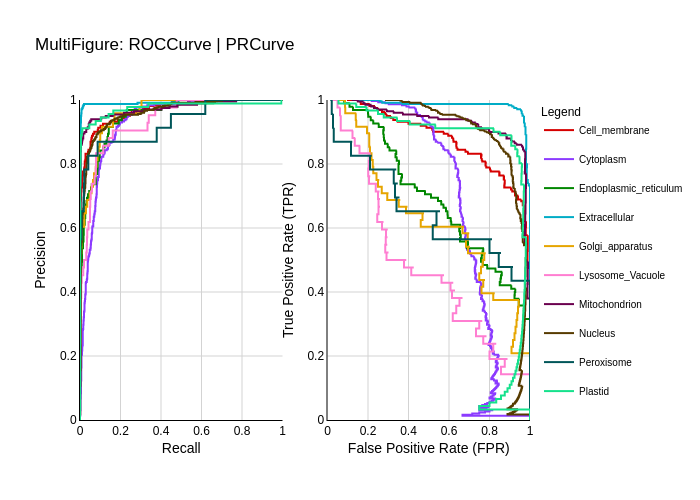 MultiFigure: ROCCurve | PRCurve
Precision
1
0.8
0.6
0.4
0.2
0
0 0.2 0.4 0.6 0.8 1
Recall
True Positive Rate (TPR)
1
0.8
0.6
0.4
0.2
0
0 0.2 0.4 0.6 0.8 1
False Positive Rate (FPR)
Legend
Cell_membrane
Cytoplasm
Endoplasmic_reticulum
Extracellular
Golgi_apparatus
Lysosome_Vacuole
Mitochondrion
Nucleus
Peroxisome
Plastid